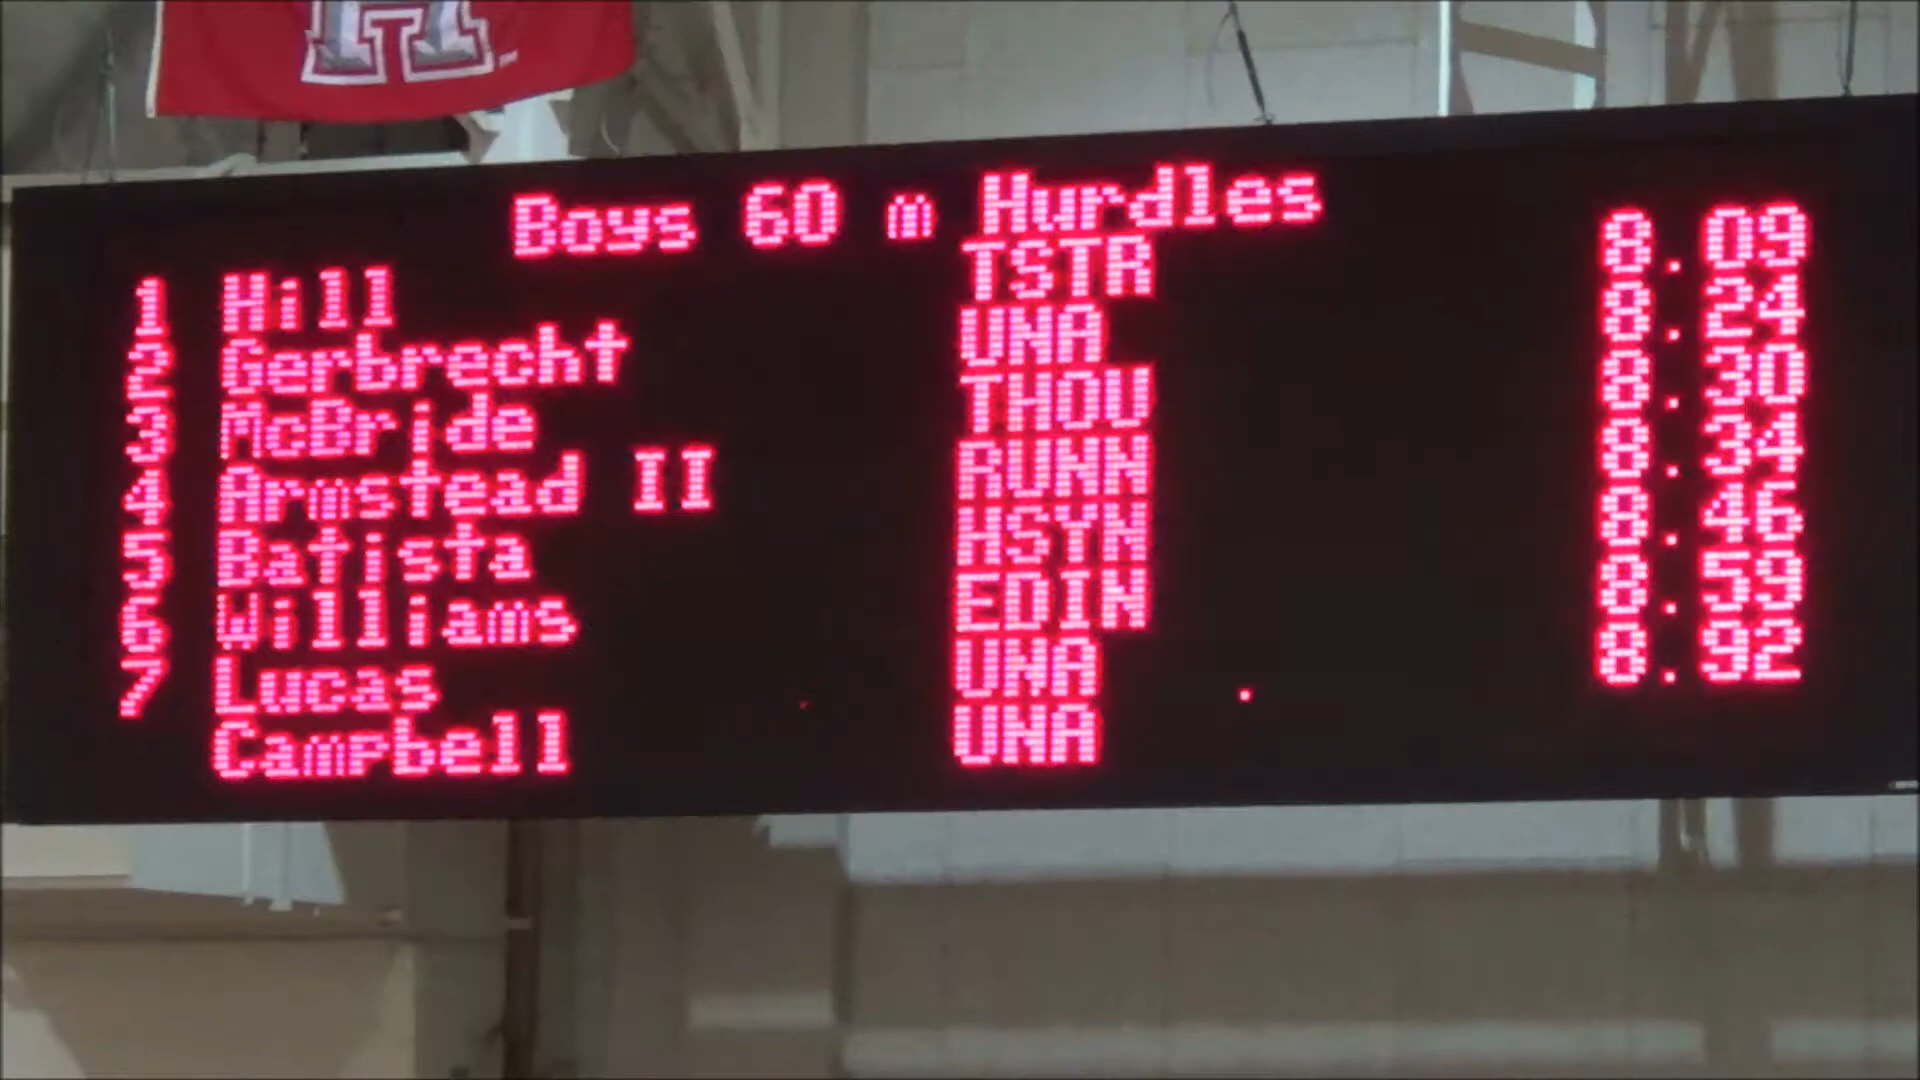 H
Boys 60 m Hurdles
1 Hill TSTR 8.09
2 Gerbrecht UNA 8.24
3 McBride THOU 8.30
4 Armstead II RUNN 8.34
5 Batista HSYN 8.46
6 Williams EDIN 8.59
7 Lucas UNA 8.92
Campbell UNA